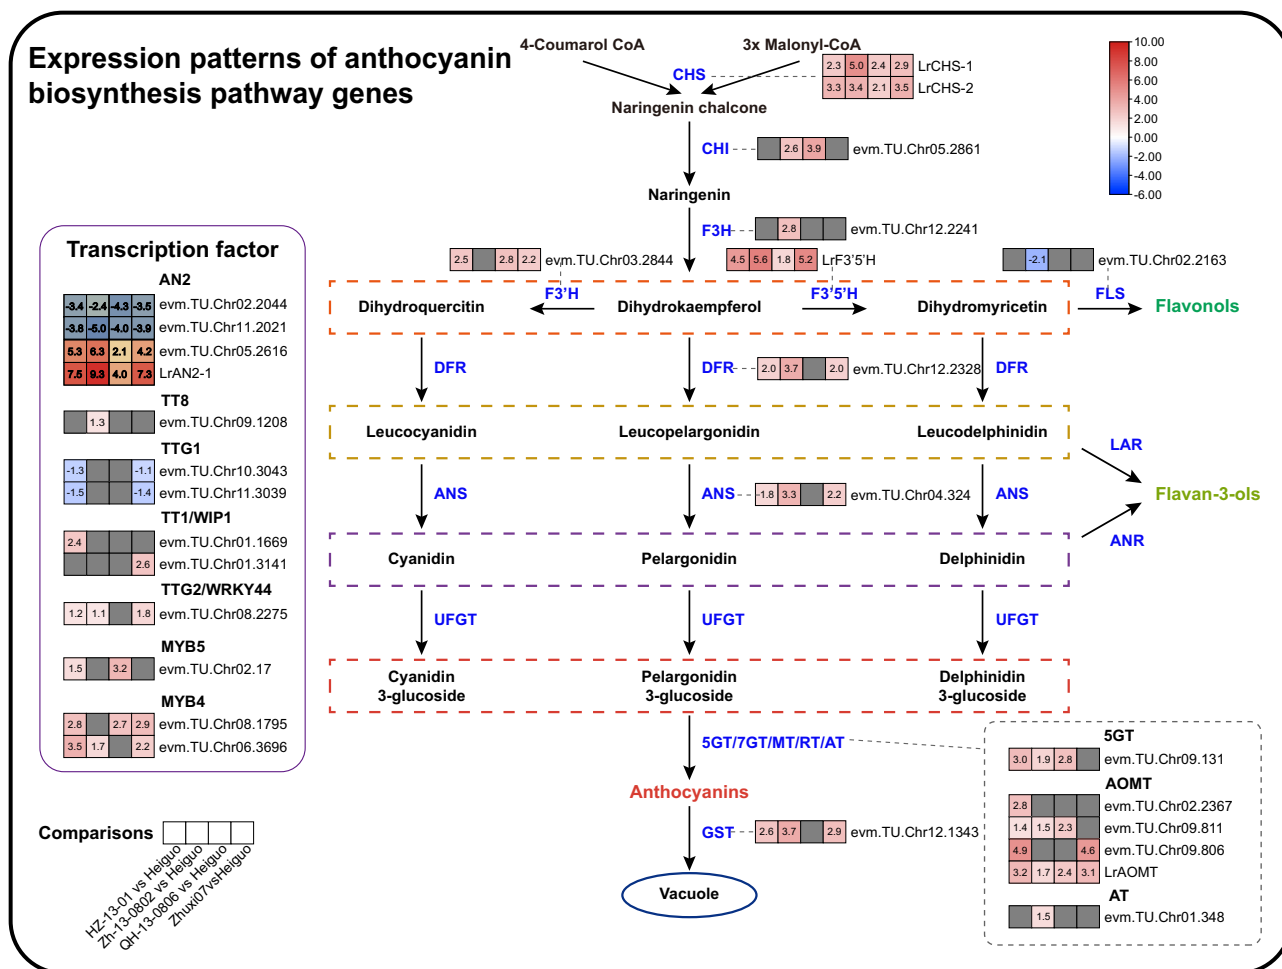 Expression patterns of anthocyanin
biosynthesis pathway genes
4-Coumarol CoA
3x Malonyl-CoA
CHS
2.3 5.0 2.4 2.9 LrCHS-1
3.3 3.4 2.1 3.5 LrCHS-2
Naringenin chalcone
10.00
8.00
6.00
4.00
2.00
0.00
-2.00
-4.00
-6.00
CHI
2.6 3.9 evm.TU.Chr05.2861
Naringenin
F3H
2.8 evm.TU.Chr12.2241
2.5 2.8 2.2 evm.TU.Chr03.2844
4.5 5.6 1.8 5.2 LrF3'5'H
-2.1 evm.TU.Chr02.2163
F3'H
F3'5'H
FLS
Dihydroquercitin
Dihydrokaempferol
Dihydromyricetin
Flavonols
DFR
DFR
2.0 3.7 2.0 evm.TU.Chr12.2328
DFR
Leucocyanidin
Leucopelargonidin
Leucodelphinidin
LAR
Flavan-3-ols
ANR
ANS
ANS
-1.8 3.3 2.2 evm.TU.Chr04.324
ANS
Cyanidin
Pelargonidin
Delphinidin
UFGT
UFGT
UFGT
Cyanidin
3-glucoside
Pelargonidin
3-glucoside
Delphinidin
3-glucoside
5GT/7GT/MT/RT/AT
Anthocyanins
GST
2.6 3.7 2.9 evm.TU.Chr12.1343
Vacuole
Transcription factor
AN2
-3.4 -2.4 -4.3 -3.5 evm.TU.Chr02.2044
-3.8 -5.0 -4.0 -3.9 evm.TU.Chr11.2021
5.3 6.3 2.1 4.2 evm.TU.Chr05.2616
7.5 9.3 4.0 7.3 LrAN2-1
TT8
1.3 evm.TU.Chr09.1208
TTG1
-1.3 -1.1 evm.TU.Chr10.3043
-1.5 -1.4 evm.TU.Chr11.3039
TT1/WIP1
2.4 evm.TU.Chr01.1669
2.6 evm.TU.Chr01.3141
TTG2/WRKY44
1.2 1.1 1.8 evm.TU.Chr08.2275
MYB5
1.5 3.2 evm.TU.Chr02.17
MYB4
2.8 2.7 2.9 evm.TU.Chr08.1795
3.5 1.7 2.2 evm.TU.Chr06.3696
Comparisons
HZ-13-01 vs Heiguo
Zh-13-0802 vs Heiguo
QH-13-0806 vs Heiguo
Zhuxi07vsHeiguo
5GT
3.0 1.9 2.8 evm.TU.Chr09.131
AOMT
2.8 evm.TU.Chr02.2367
1.4 1.5 2.3 evm.TU.Chr09.811
4.9 4.6 evm.TU.Chr09.806
3.2 1.7 2.4 3.1 LrAOMT
AT
1.5 evm.TU.Chr01.348